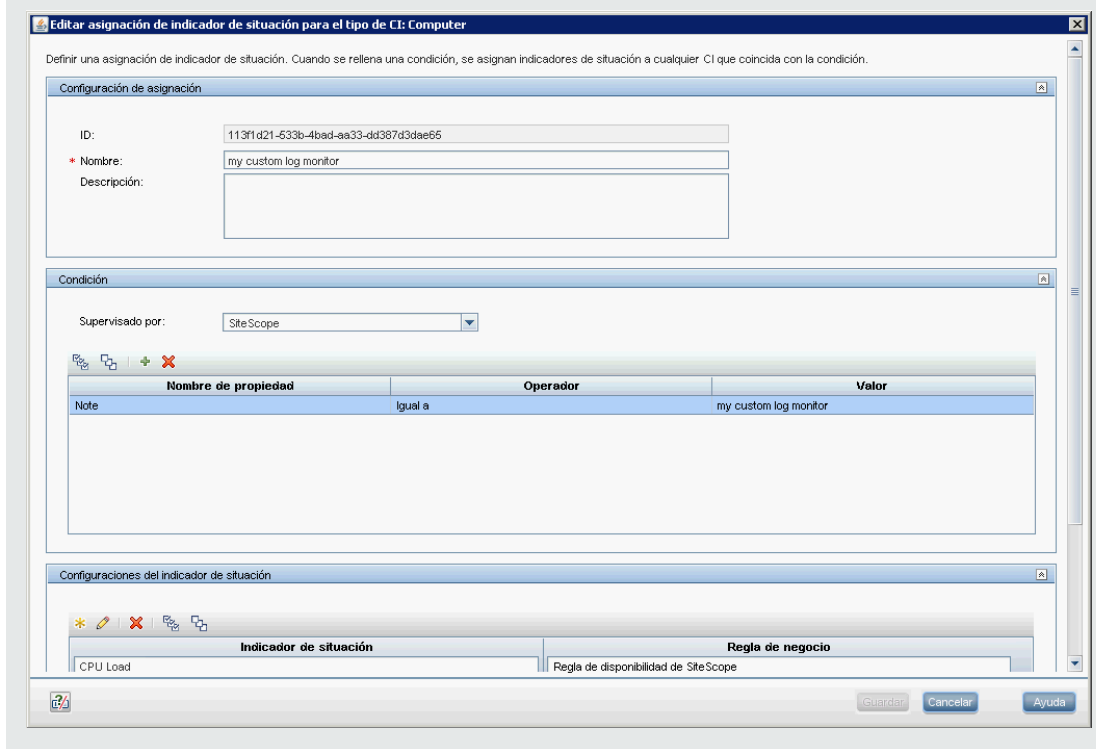 Editar asignación de indicador de situación para el tipo de CI: Computer
Definir una asignación de indicador de situación. Cuando se rellena una condición, se asignan indicadores de situación a cualquier CI que coincida con la condición.
Configuración de asignación
ID: 113f1d21-533b-4bad-aa33-dd387d3dae65
* Nombre: my custom log monitor
Descripción:
Condición
Supervisado por: SiteScope
Nombre de propiedad Operador Valor
Note Igual a my custom log monitor
Configuraciones del indicador de situación
Indicador de situación Regla de negocio
CPU Load Regla de disponibilidad de SiteScope
Guardar Cancelar Ayuda